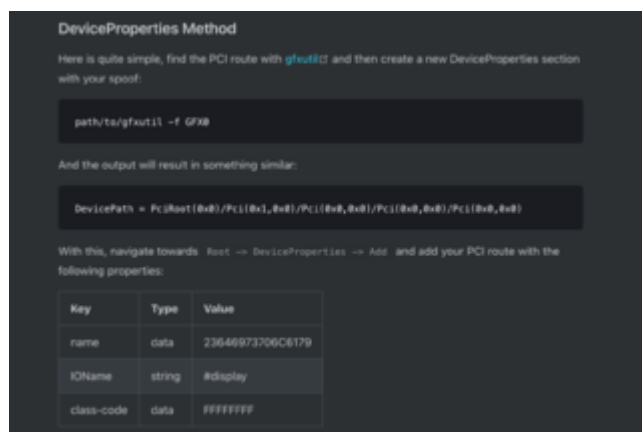 DeviceProperties Method
Here is quite simple, find the PCI route with gfxutil and then create a new DeviceProperties section
with your spoof:
path/to/gfxutil -f GFX0
And the output will result in something similar:
DevicePath = PciRoot(0x0)/Pci(0x1,0x0)/Pci(0x0,0x0)/Pci(0x0,0x0)/Pci(0x0,0x0)
With this, navigate towards Root -> DeviceProperties -> Add and add your PCI route with the
following properties:
Key Type Value
name data 23646973706C6179
IOName string #display
class-code data FFFFFFFF